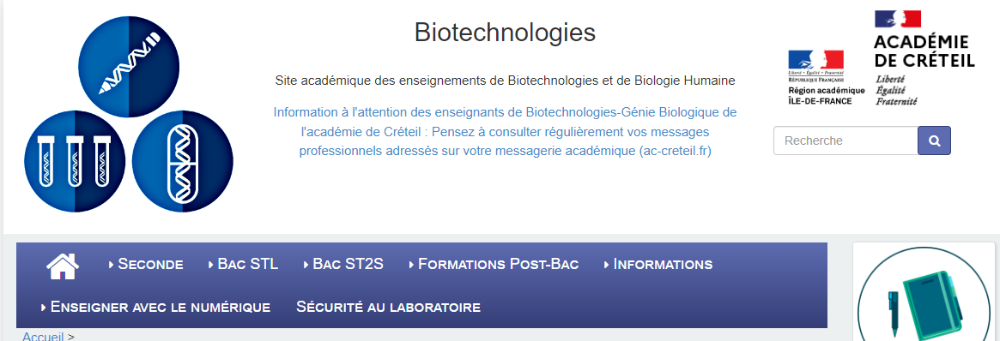 Biotechnologies
Site académique des enseignements de Biotechnologies et de Biologie Humaine
Information à l'attention des enseignants de Biotechnologies-Génie Biologique de
l'académie de Créteil : Pensez à consulter régulièrement vos messages
professionnels adressés sur votre messagerie académique (ac-creteil.fr)
Liberté • Égalité • Fraternité
RÉPUBLIQUE FRANÇAISE
Région académique
ÎLE-DE-FRANCE
ACADÉMIE
DE CRÉTEIL
Liberté
Égalité
Fraternité
Recherche
SECONDE
BAC STL
BAC ST2S
FORMATIONS POST-BAC
INFORMATIONS
ENSEIGNER AVEC LE NUMÉRIQUE
SÉCURITÉ AU LABORATOIRE
Accueil >